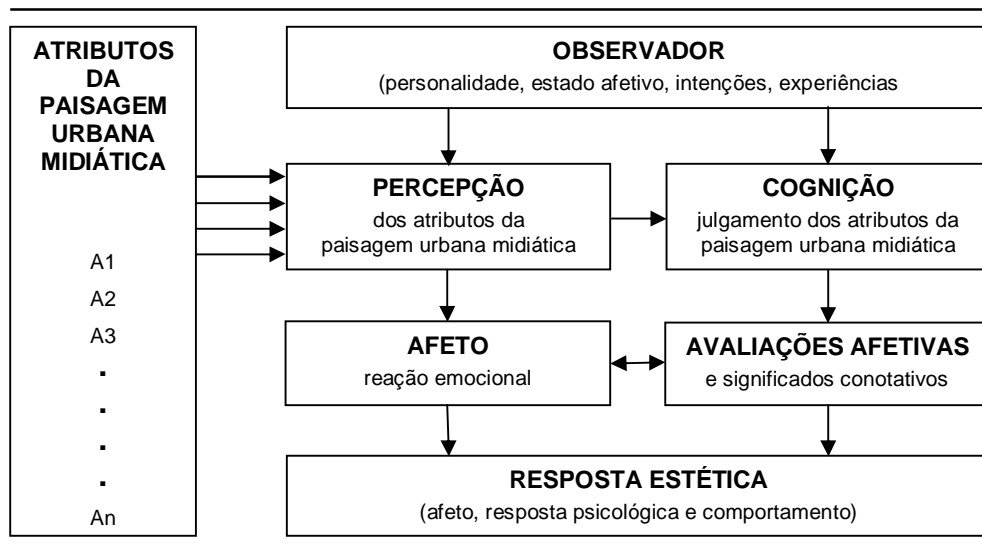 ATRIBUTOS
DA
PAISAGEM
URBANA
MIDIÁTICA
A1
A2
A3
.
.
.
.
An
OBSERVADOR
(personalidade, estado afetivo, intenções, experiências
PERCEPÇÃO
dos atributos da
paisagem urbana midiática
COGNIÇÃO
julgamento dos atributos da
paisagem urbana midiática
AFETO
reação emocional
AVALIAÇÕES AFETIVAS
e significados conotativos
RESPOSTA ESTÉTICA
(afeto, resposta psicológica e comportamento)